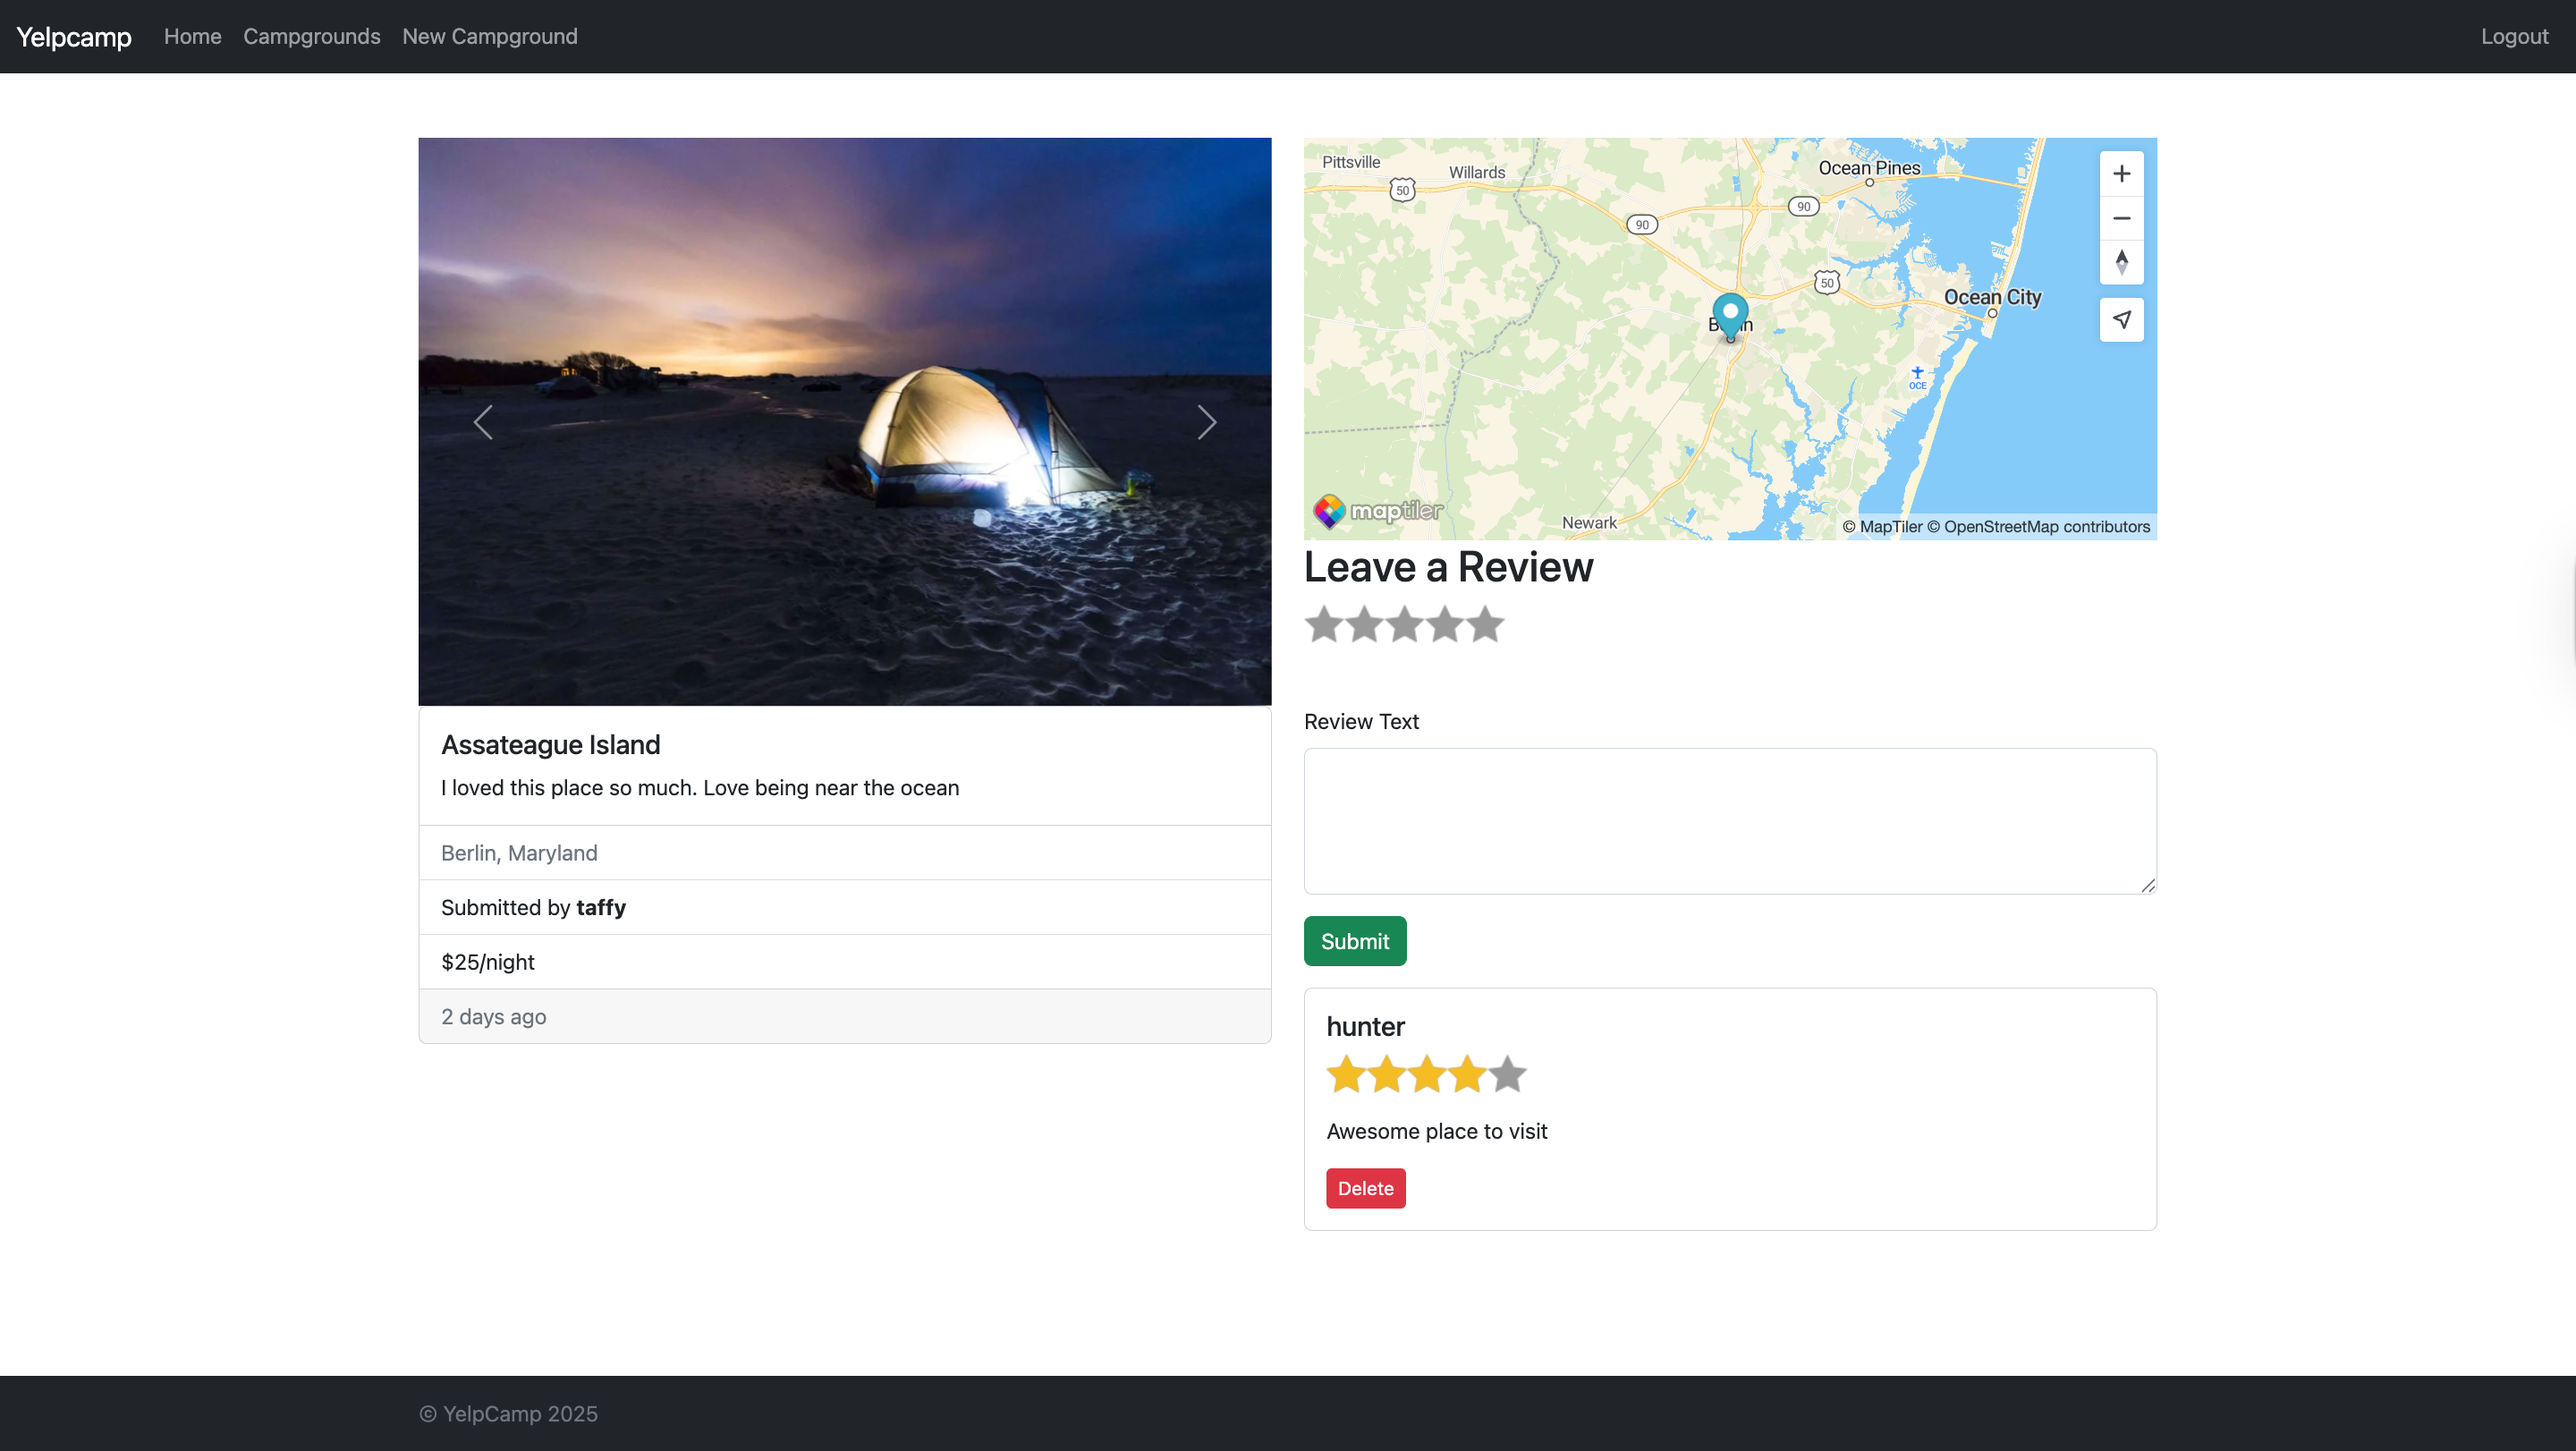 Yelpcamp Home Campgrounds New Campground Logout
Pittsville
Willards
Ocean Pines
50
90
90
50
Ocean City
OCE
Newark
maptiler
© MapTiler © OpenStreetMap contributors
Assateague Island
I loved this place so much. Love being near the ocean
Berlin, Maryland
Submitted by taffy
$25/night
2 days ago
Leave a Review
Review Text
Submit
hunter
Awesome place to visit
Delete
© YelpCamp 2025